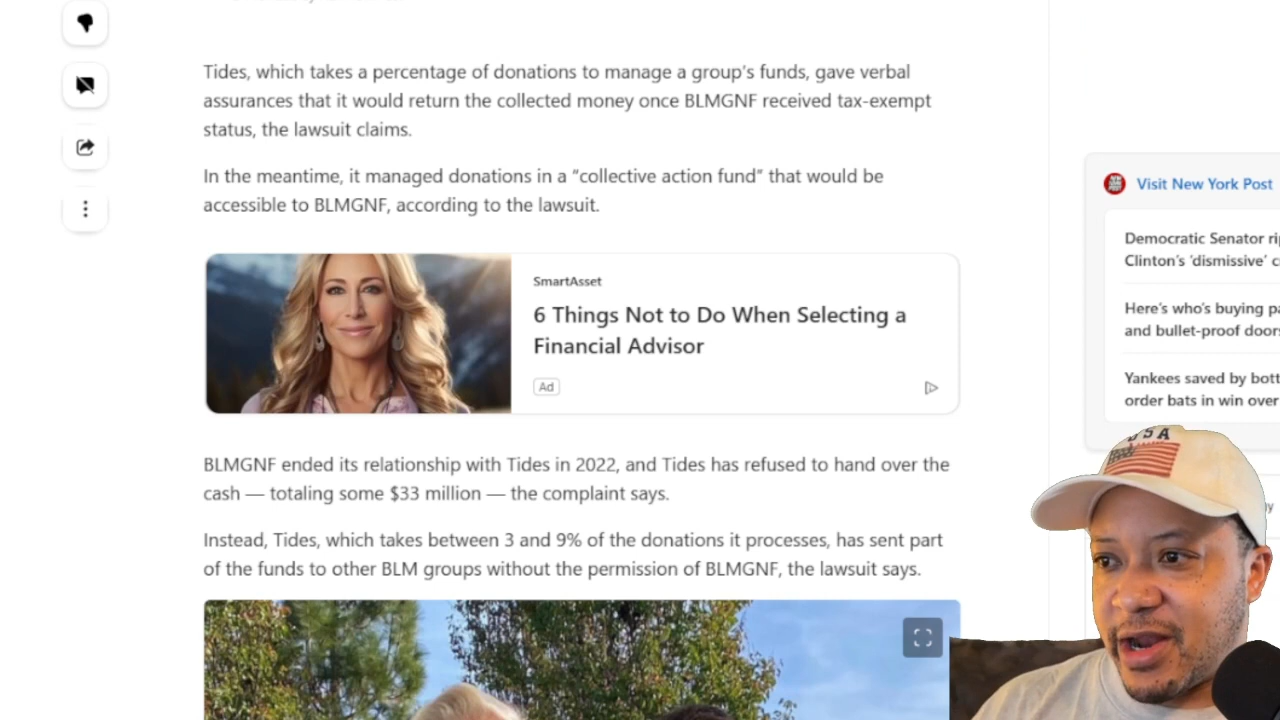 Tides, which takes a percentage of donations to manage a group's funds, gave verbal
assurances that it would return the collected money once BLMGNF received tax-exempt
status, the lawsuit claims.
In the meantime, it managed donations in a “collective action fund” that would be
accessible to BLMGNF, according to the lawsuit.
SmartAsset
6 Things Not to Do When Selecting a
Financial Advisor
Ad
BLMGNF ended its relationship with Tides in 2022, and Tides has refused to hand over the
cash — totaling some $33 million — the complaint says.
Instead, Tides, which takes between 3 and 9% of the donations it processes, has sent part
of the funds to other BLM groups without the permission of BLMGNF, the lawsuit says.
NEW YORK POST
Visit New York Post
Democratic Senator rip
Clinton's 'dismissive' c
Here's who's buying pa
and bullet-proof doors
Yankees saved by bott
order bats in win over
USA